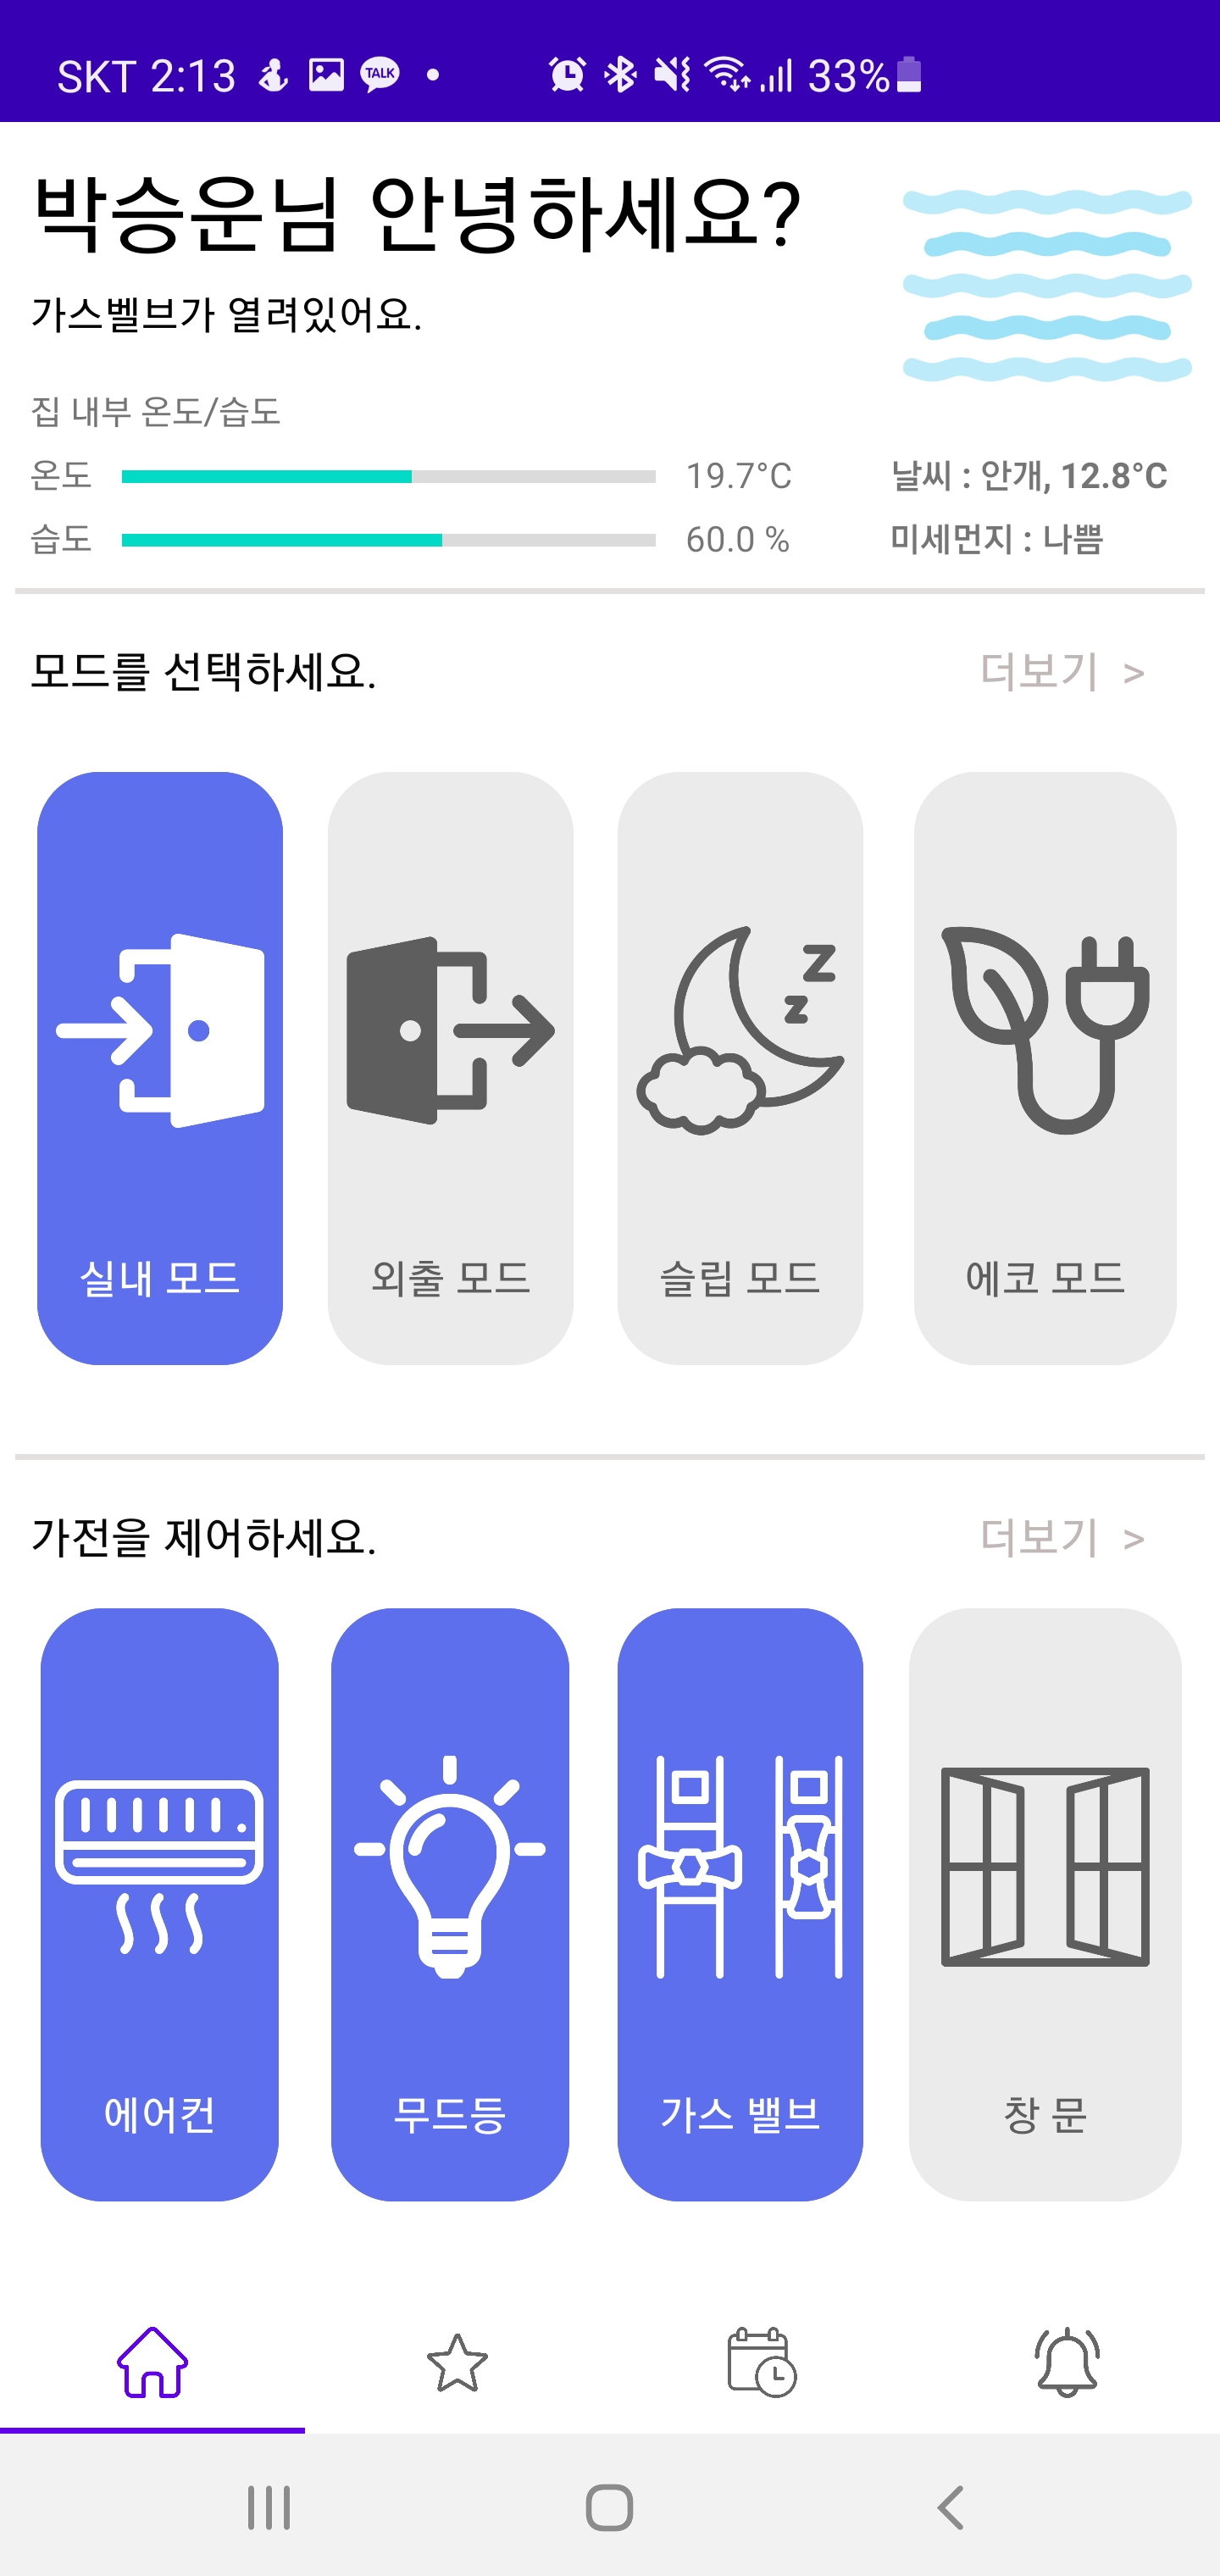 SKT 2:13 TALK 33%
박승운님 안녕하세요?
가스벨브가 열려있어요.
집 내부 온도/습도
온도 19.7°C 날씨 : 안개, 12.8°C
습도 60.0 % 미세먼지 : 나쁨
모드를 선택하세요. 더보기 >
실내 모드 외출 모드 슬립 모드 에코 모드
가전을 제어하세요. 더보기 >
에어컨 무드등 가스 밸브 창 문